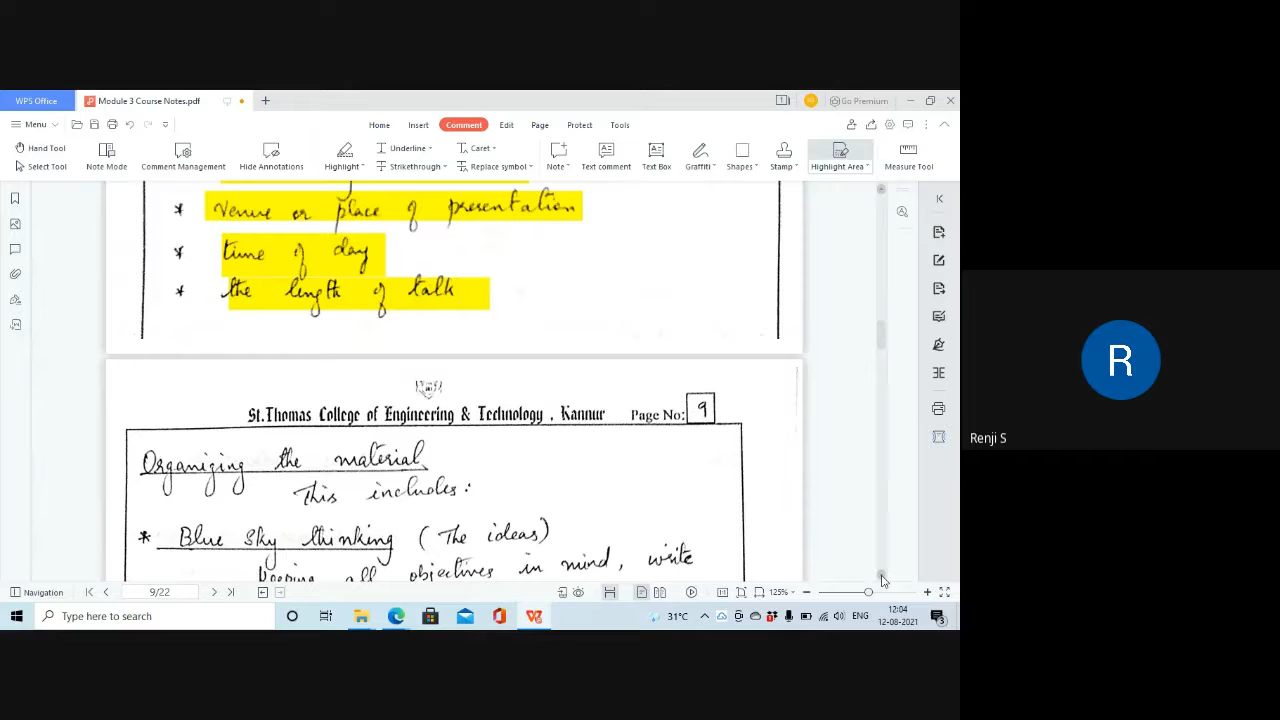 WPS Office
Module 3 Course Notes.pdf
Go Premium
Menu
Home Insert Comment Edit Page Protect Tools
Hand Tool
Select Tool
Note Mode
Comment Management
Hide Annotations
Highlight
Underline
Strikethrough
Caret
Replace symbol
Note
Text comment
Text Box
Graffiti
Shapes
Stamp
Highlight Area
Measure Tool
* Venue or place of presentation
* time of day
* the length of talk
St.Thomas College of Engineering & Technology , Kannur Page No: 9
Organizing the material
This includes:
* Blue Sky thinking (The ideas)
keeping all objectives in mind, write
Navigation 9/22 125%
Type here to search
31°C ENG 12:04
12-08-2021
3
R
Renji S